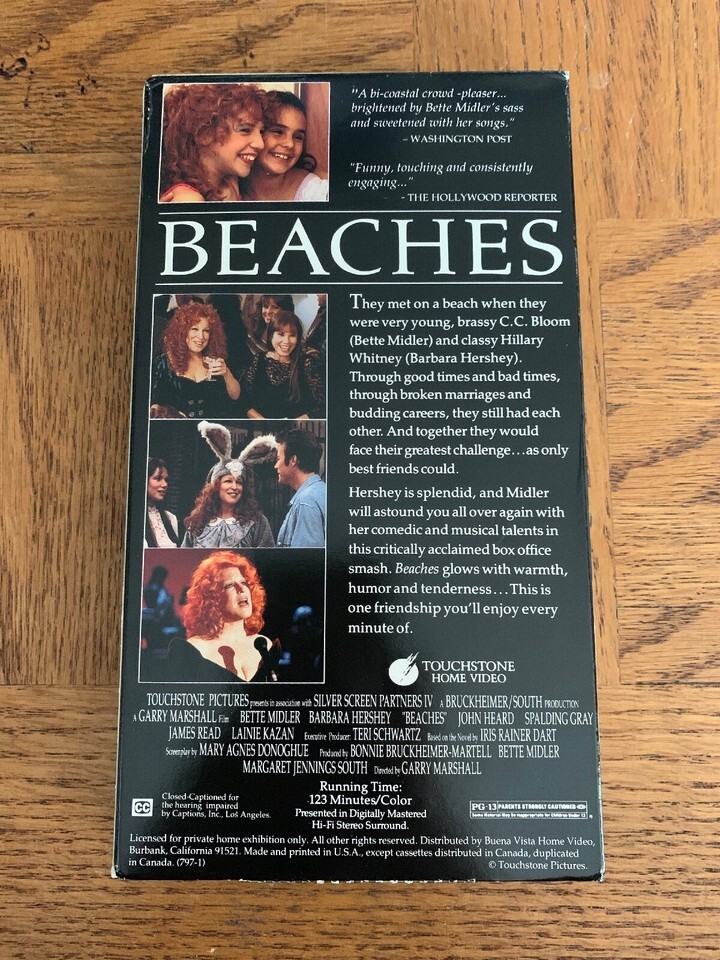 "A bi-coastal crowd -pleaser...
brightened by Bette Midler's sass
and sweetened with her songs."
– WASHINGTON POST
"Funny, touching and consistently
engaging..."
- THE HOLLYWOOD REPORTER
BEACHES
They met on a beach when they
were very young, brassy C.C. Bloom
(Bette Midler) and classy Hillary
Whitney (Barbara Hershey).
Through good times and bad times,
through broken marriages and
budding careers, they still had each
other. And together they would
face their greatest challenge...as only
best friends could.
Hershey is splendid, and Midler
will astound you all over again with
her comedic and musical talents in
this critically acclaimed box office
smash. Beaches glows with warmth,
humor and tenderness...This is
one friendship you'll enjoy every
minute of.
TOUCHSTONE
HOME VIDEO
TOUCHSTONE PICTURES presents in association with SILVER SCREEN PARTNERS IV A BRUCKHEIMER/SOUTH PRODUCTION
A GARRY MARSHALL Film BETTE MIDLER BARBARA HERSHEY "BEACHES" JOHN HEARD SPALDING GRAY
JAMES READ LAINIE KAZAN Executive Producer TERI SCHWARTZ Based on the Novel by IRIS RAINER DART
Screenplay by MARY AGNES DONOGHUE Produced by BONNIE BRUCKHEIMER-MARTELL BETTE MIDLER
MARGARET JENNINGS SOUTH Directed by GARRY MARSHALL
CC
Closed-Captioned for
the hearing impaired
by Captions, Inc., Los Angeles.
Running Time:
123 Minutes/Color
Presented in Digitally Mastered
Hi-Fi Stereo Surround.
PG-13 PARENTS STRONGLY CAUTIONED
Some Material May Be Inappropriate for Children Under 13
Licensed for private home exhibition only. All other rights reserved. Distributed by Buena Vista Home Video,
Burbank, California 91521. Made and printed in U.S.A., except cassettes distributed in Canada, duplicated
in Canada. (797-1)
© Touchstone Pictures.